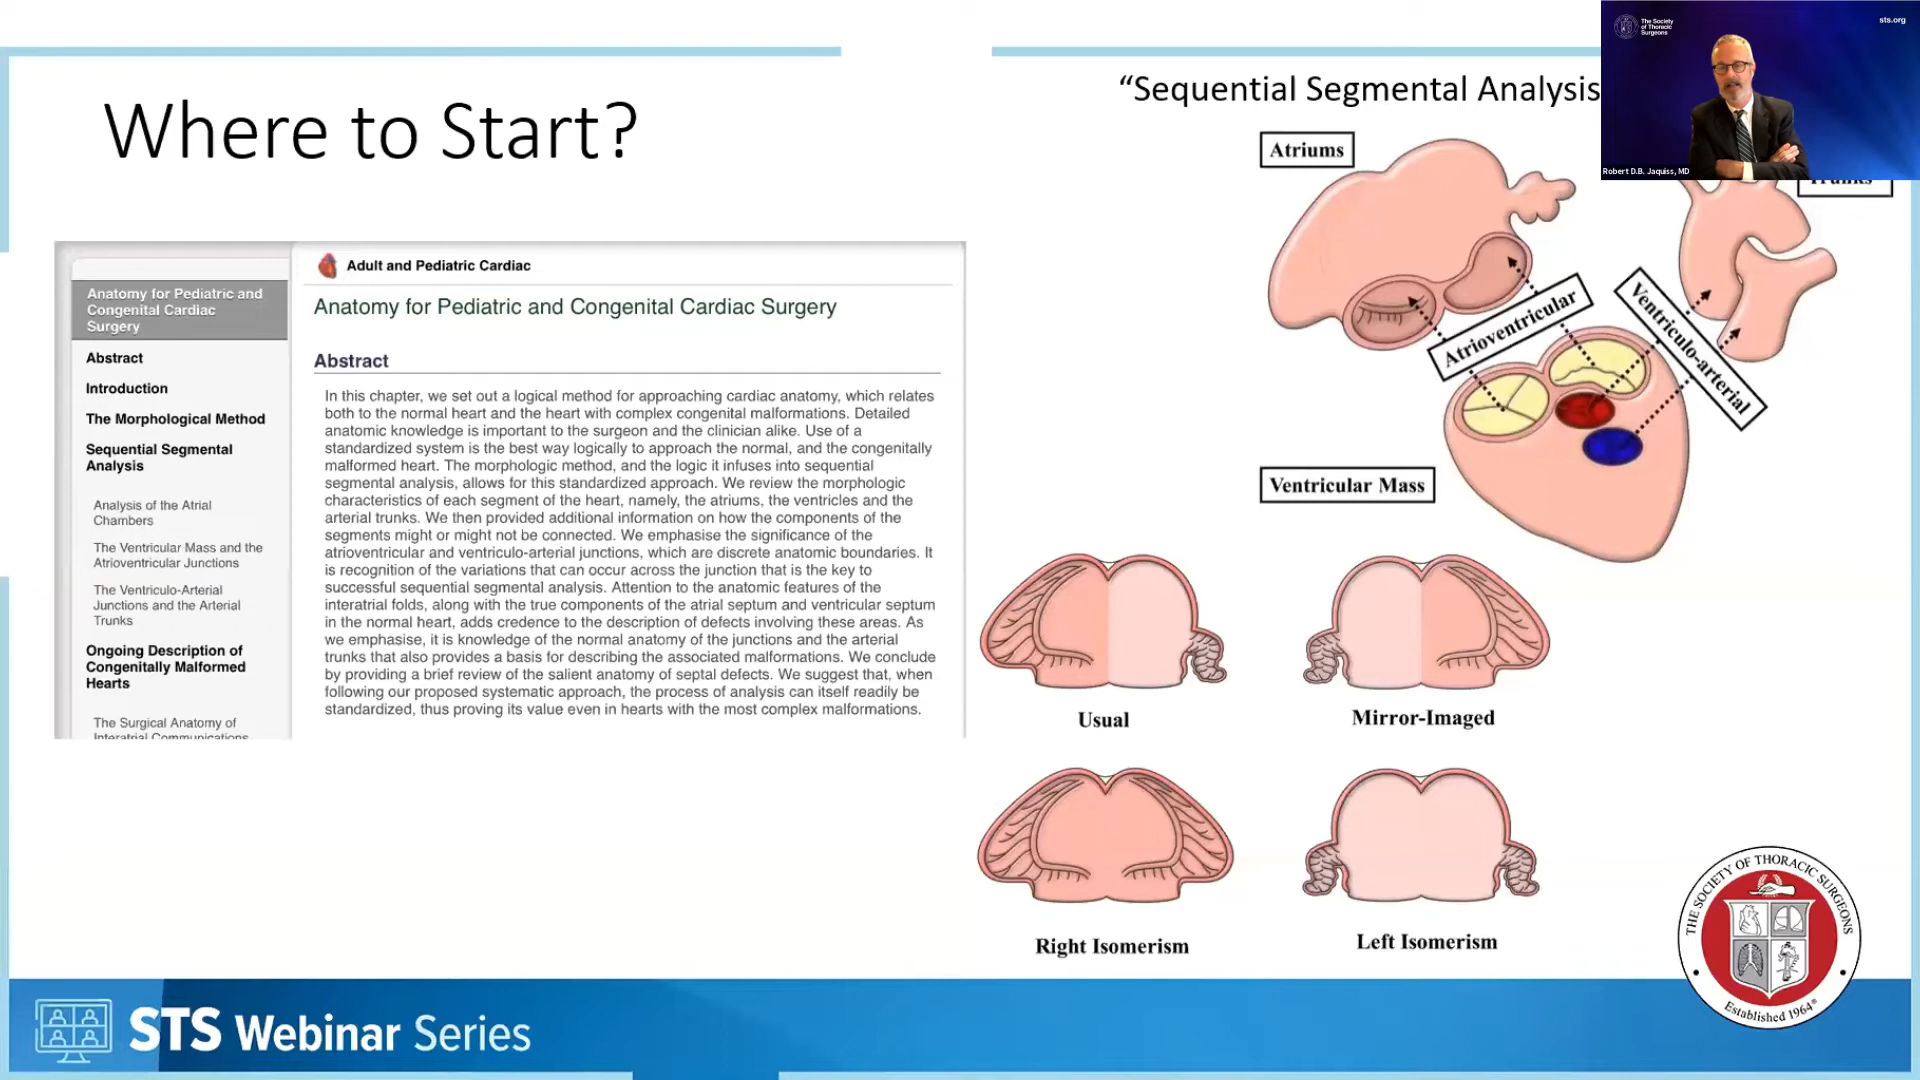 The Society
of Thoracic
Surgeons
sts.org
Robert D.B. Jaquiss, MD
Where to Start?
“Sequential Segmental Analysis
Anatomy for Pediatric and
Congenital Cardiac
Surgery
Abstract
Introduction
The Morphological Method
Sequential Segmental
Analysis
Analysis of the Atrial
Chambers
The Ventricular Mass and the
Atrioventricular Junctions
The Ventriculo-Arterial
Junctions and the Arterial
Trunks
Ongoing Description of
Congenitally Malformed
Hearts
The Surgical Anatomy of
Interatrial Communications
Adult and Pediatric Cardiac
Anatomy for Pediatric and Congenital Cardiac Surgery
Abstract
In this chapter, we set out a logical method for approaching cardiac anatomy, which relates
both to the normal heart and the heart with complex congenital malformations. Detailed
anatomic knowledge is important to the surgeon and the clinician alike. Use of a
standardized system is the best way logically to approach the normal, and the congenitally
malformed heart. The morphologic method, and the logic it infuses into sequential
segmental analysis, allows for this standardized approach. We review the morphologic
characteristics of each segment of the heart, namely, the atriums, the ventricles and the
arterial trunks. We then provided additional information on how the components of the
segments might or might not be connected. We emphasise the significance of the
atrioventricular and ventriculo-arterial junctions, which are discrete anatomic boundaries. It
is recognition of the variations that can occur across the junction that is the key to
successful sequential segmental analysis. Attention to the anatomic features of the
interatrial folds, along with the true components of the atrial septum and ventricular septum
in the normal heart, adds credence to the description of defects involving these areas. As
we emphasise, it is knowledge of the normal anatomy of the junctions and the arterial
trunks that also provides a basis for describing the associated malformations. We conclude
by providing a brief review of the salient anatomy of septal defects. We suggest that, when
following our proposed systematic approach, the process of analysis can itself readily be
standardized, thus proving its value even in hearts with the most complex malformations.
Atriums
Trunks
Atrioventricular
Ventriculo-arterial
Ventricular Mass
Usual
Mirror-Imaged
Right Isomerism
Left Isomerism
THE SOCIETY OF THORACIC SURGEONS
Established 1964
STS Webinar Series